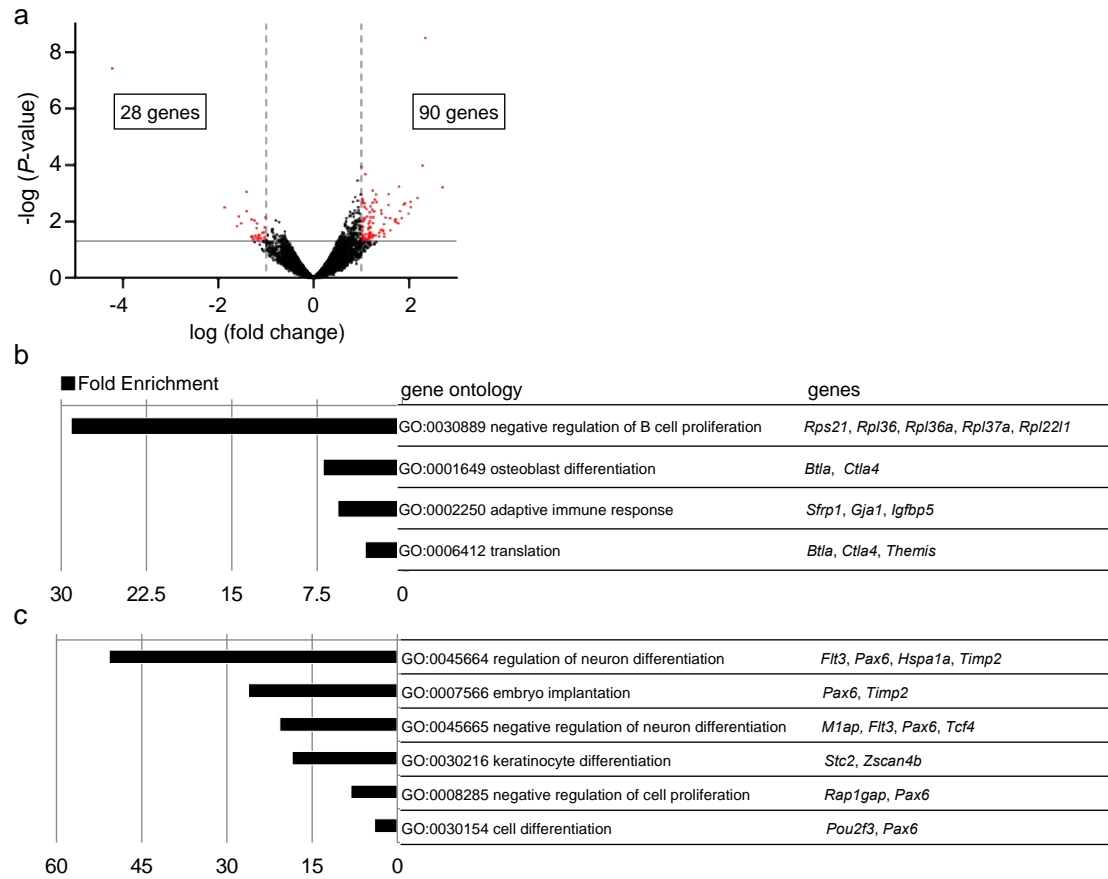 a
8
6
4
2
0
-log (P-value)
28 genes
90 genes
-4
-2
0
2
log (fold change)
b
Fold Enrichment
gene ontology
genes
GO:0030889 negative regulation of B cell proliferation
Rps21, Rpl36, Rpl36a, Rpl37a, Rpl22l1
GO:0001649 osteoblast differentiation
Btla, Ctla4
GO:0002250 adaptive immune response
Sfrp1, Gja1, Igfbp5
GO:0006412 translation
Btla, Ctla4, Themis
30
22.5
15
7.5
0
c
GO:0045664 regulation of neuron differentiation
Flt3, Pax6, Hspa1a, Timp2
GO:0007566 embryo implantation
Pax6, Timp2
GO:0045665 negative regulation of neuron differentiation
M1ap, Flt3, Pax6, Tcf4
GO:0030216 keratinocyte differentiation
Stc2, Zscan4b
GO:0008285 negative regulation of cell proliferation
Rap1gap, Pax6
GO:0030154 cell differentiation
Pou2f3, Pax6
60
45
30
15
0